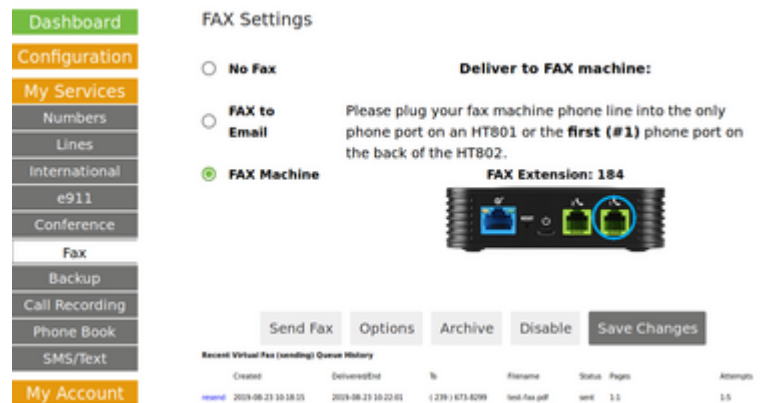 Dashboard
Configuration
My Services
Numbers
Lines
International
e911
Conference
Fax
Backup
Call Recording
Phone Book
SMS/Text
My Account
FAX Settings
No Fax
FAX to
Email
FAX Machine
Deliver to FAX machine:
Please plug your fax machine phone line into the only
phone port on an HT801 or the first (#1) phone port on
the back of the HT802.
FAX Extension: 184
Send Fax Options Archive Disable Save Changes
Recent Virtual Fax (sending) Queue History
Created Delivered/End To Filename Status Pages Attempts
resend 2019-08-23 10:18:15 2019-08-23 10:22:01 ( 239 ) 673-8299 test-fax.pdf sent 1:1 1:5